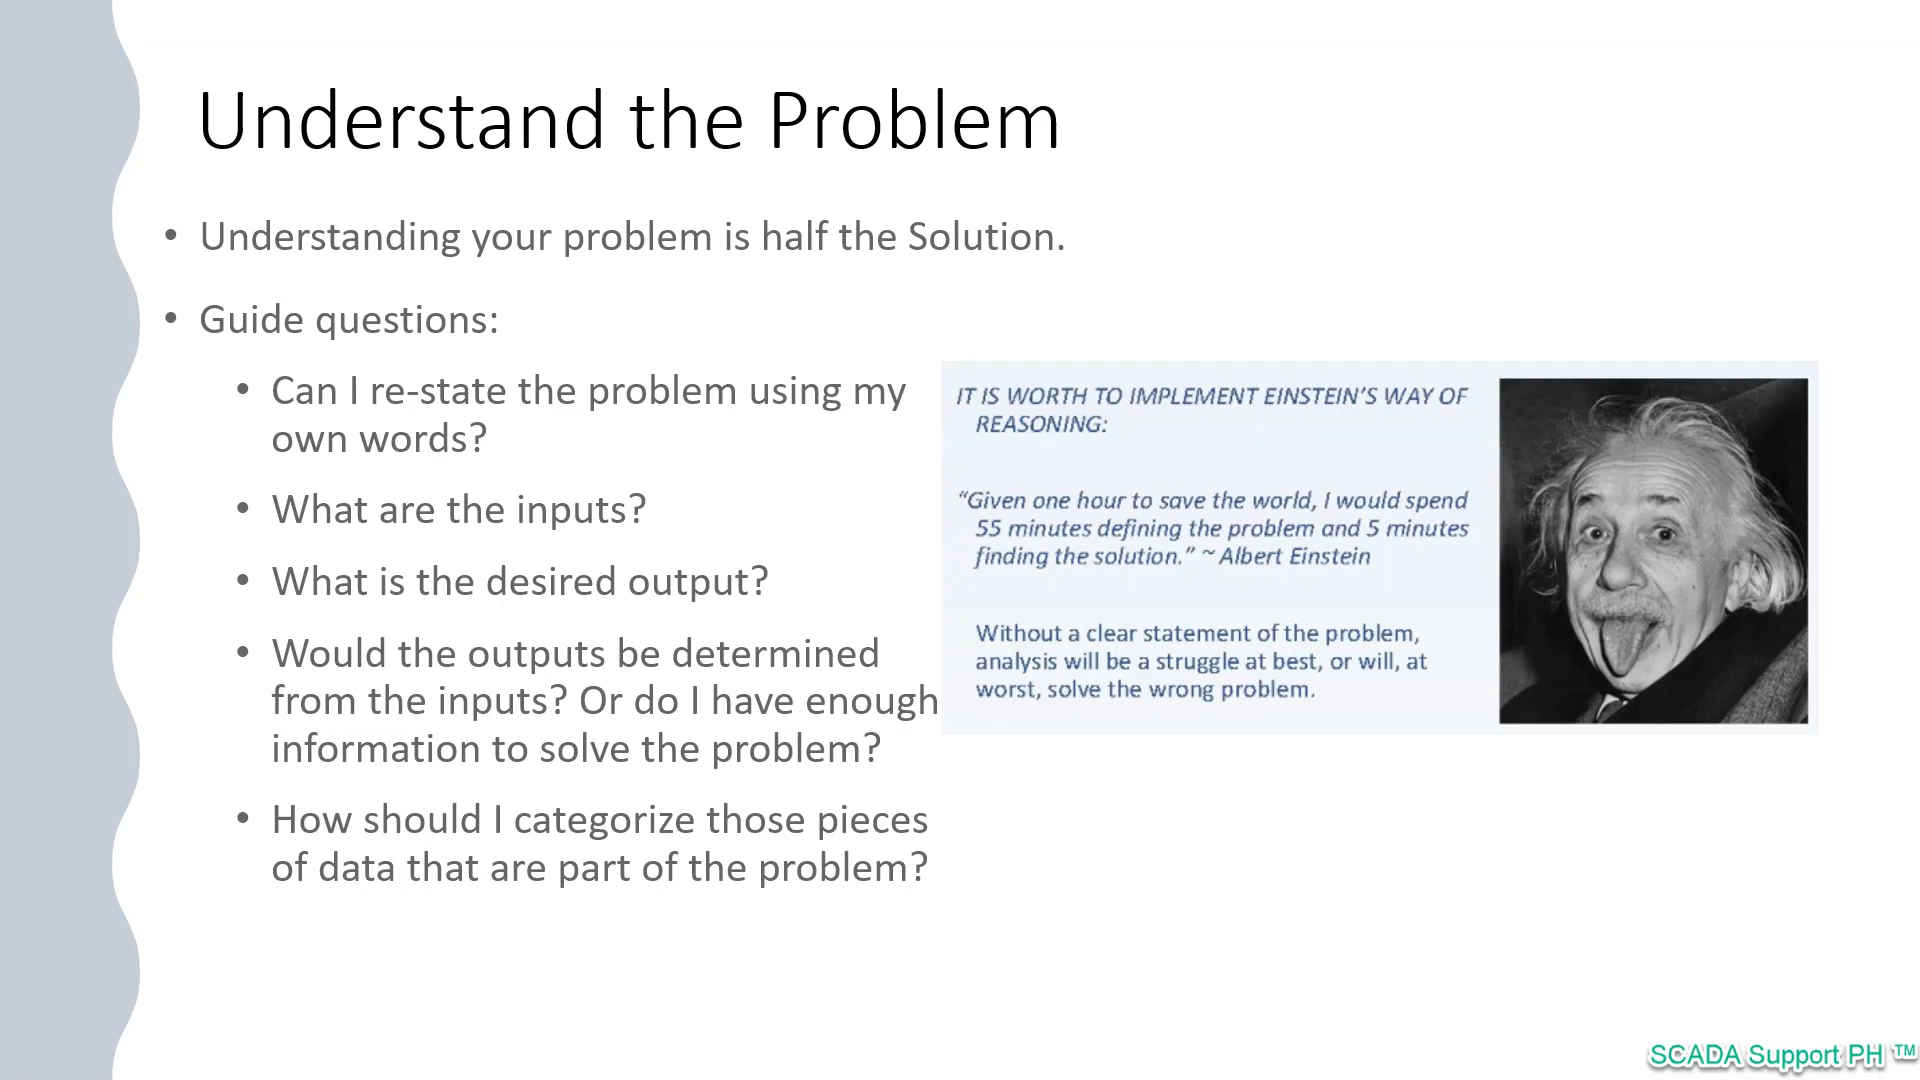 Understand the Problem
• Understanding your problem is half the Solution.
• Guide questions:
• Can I re-state the problem using my
own words?
• What are the inputs?
• What is the desired output?
• Would the outputs be determined
from the inputs? Or do I have enough
information to solve the problem?
• How should I categorize those pieces
of data that are part of the problem?
IT IS WORTH TO IMPLEMENT EINSTEIN'S WAY OF
REASONING:
“Given one hour to save the world, I would spend
55 minutes defining the problem and 5 minutes
finding the solution.” ~ Albert Einstein
Without a clear statement of the problem,
analysis will be a struggle at best, or will, at
worst, solve the wrong problem.
SCADA Support PH ™